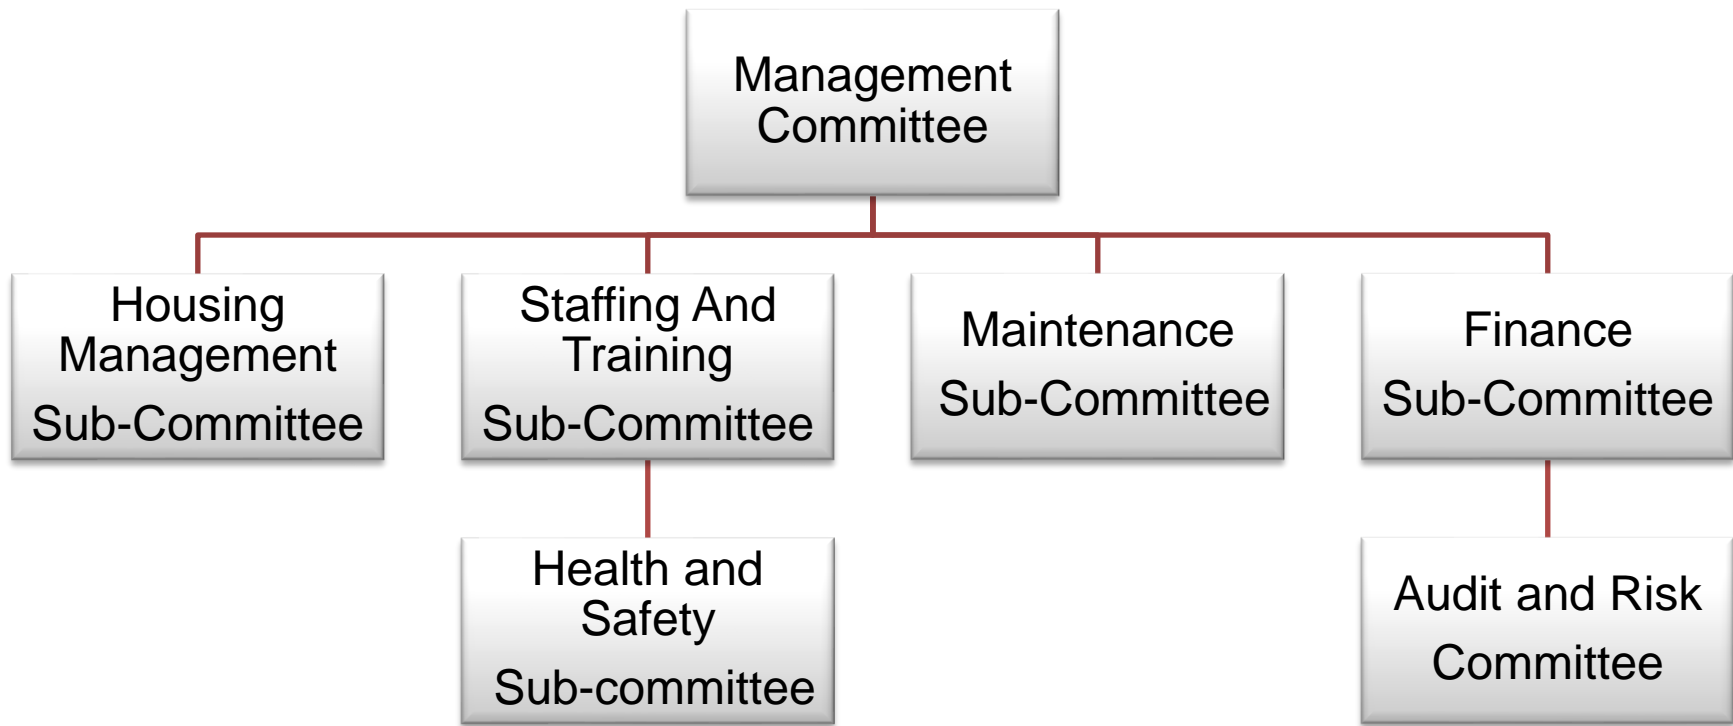 Management
Committee
Housing
Management
Sub-Committee
Staffing And
Training
Sub-Committee
Maintenance
Sub-Committee
Finance
Sub-Committee
Health and
Safety
Sub-committee
Audit and Risk
Committee